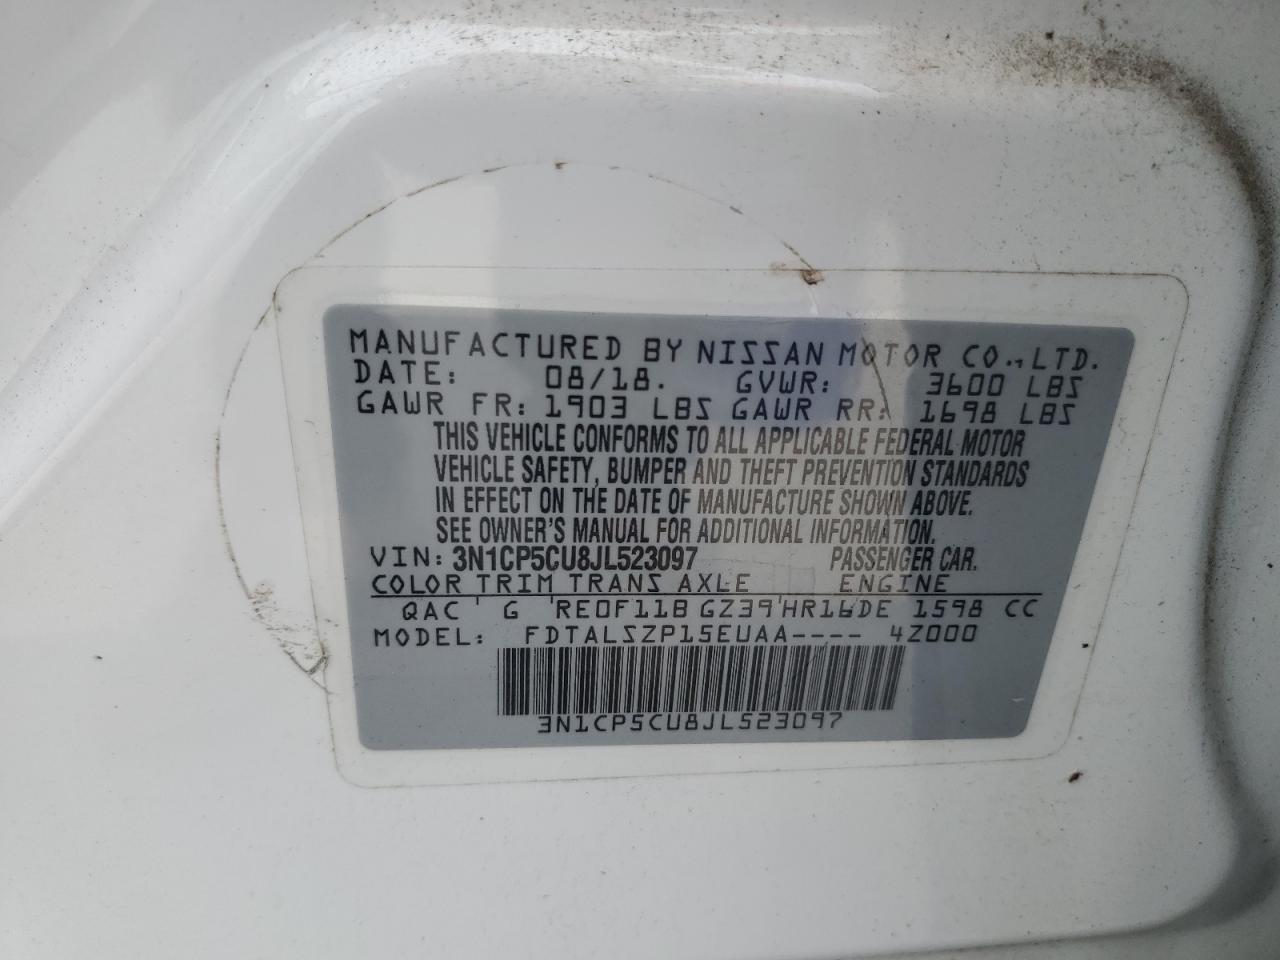 MANUFACTURED BY NISSAN MOTOR CO., LTD.
DATE: 08/18. GVWR: 3600 LBS
GAWR FR: 1903 LBS GAWR RR: 1698 LBS
THIS VEHICLE CONFORMS TO ALL APPLICABLE FEDERAL MOTOR
VEHICLE SAFETY, BUMPER AND THEFT PREVENTION STANDARDS
IN EFFECT ON THE DATE OF MANUFACTURE SHOWN ABOVE.
SEE OWNER'S MANUAL FOR ADDITIONAL INFORMATION.
VIN: 3N1CP5CU8JL523097 PASSENGER CAR.
COLOR TRIM TRANS AXLE ENGINE
QAC G RE0F11B GZ39 HR16DE 1598 CC
MODEL: FDTALSZP15EUAA---- 4Z000
3N1CP5CU8JL523097